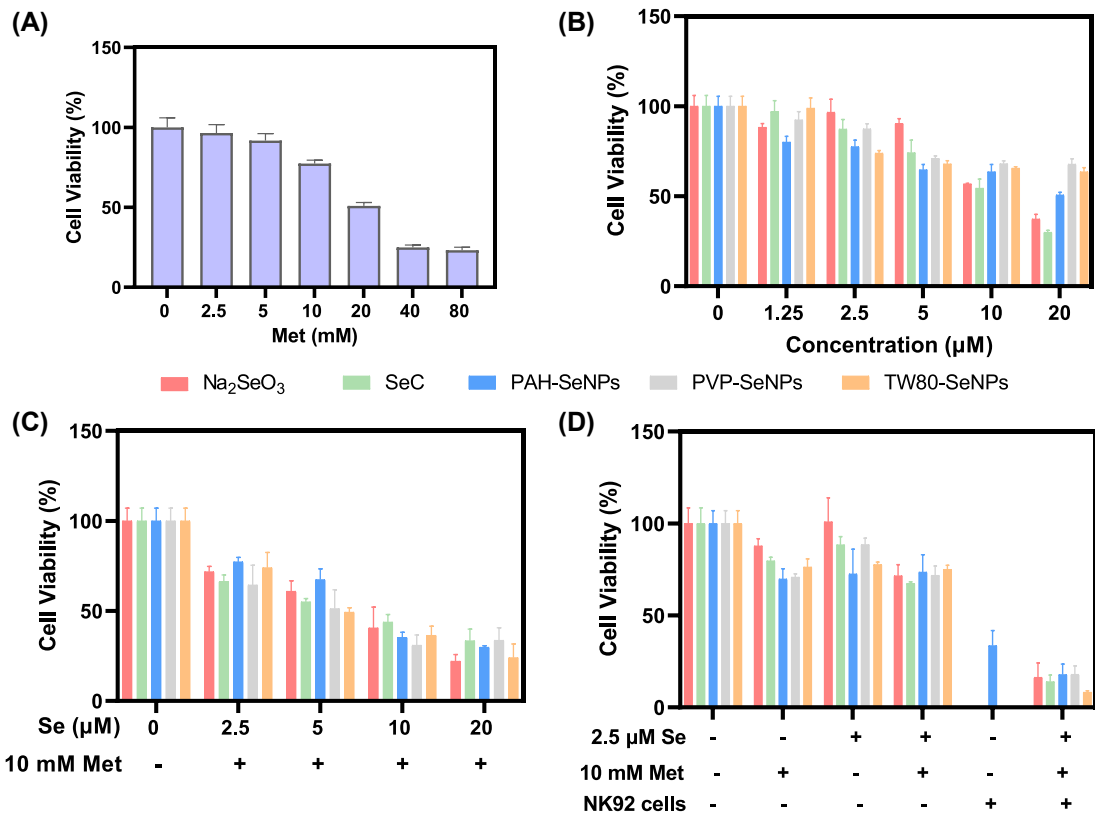 (A)
150
100
50
0
Cell Viability (%)
0 2.5 5 10 20 40 80
Met (mM)
(B)
150
100
50
0
Cell Viability (%)
0 1.25 2.5 5 10 20
Concentration (µM)
Na₂SeO₃ SeC PAH-SeNPs PVP-SeNPs TW80-SeNPs
(C)
150
100
50
0
Cell Viability (%)
Se (µM) 0 2.5 5 10 20
10 mM Met - + + + +
(D)
150
100
50
0
Cell Viability (%)
2.5 µM Se - - + + - +
10 mM Met - + - + - +
NK92 cells - - - - + +